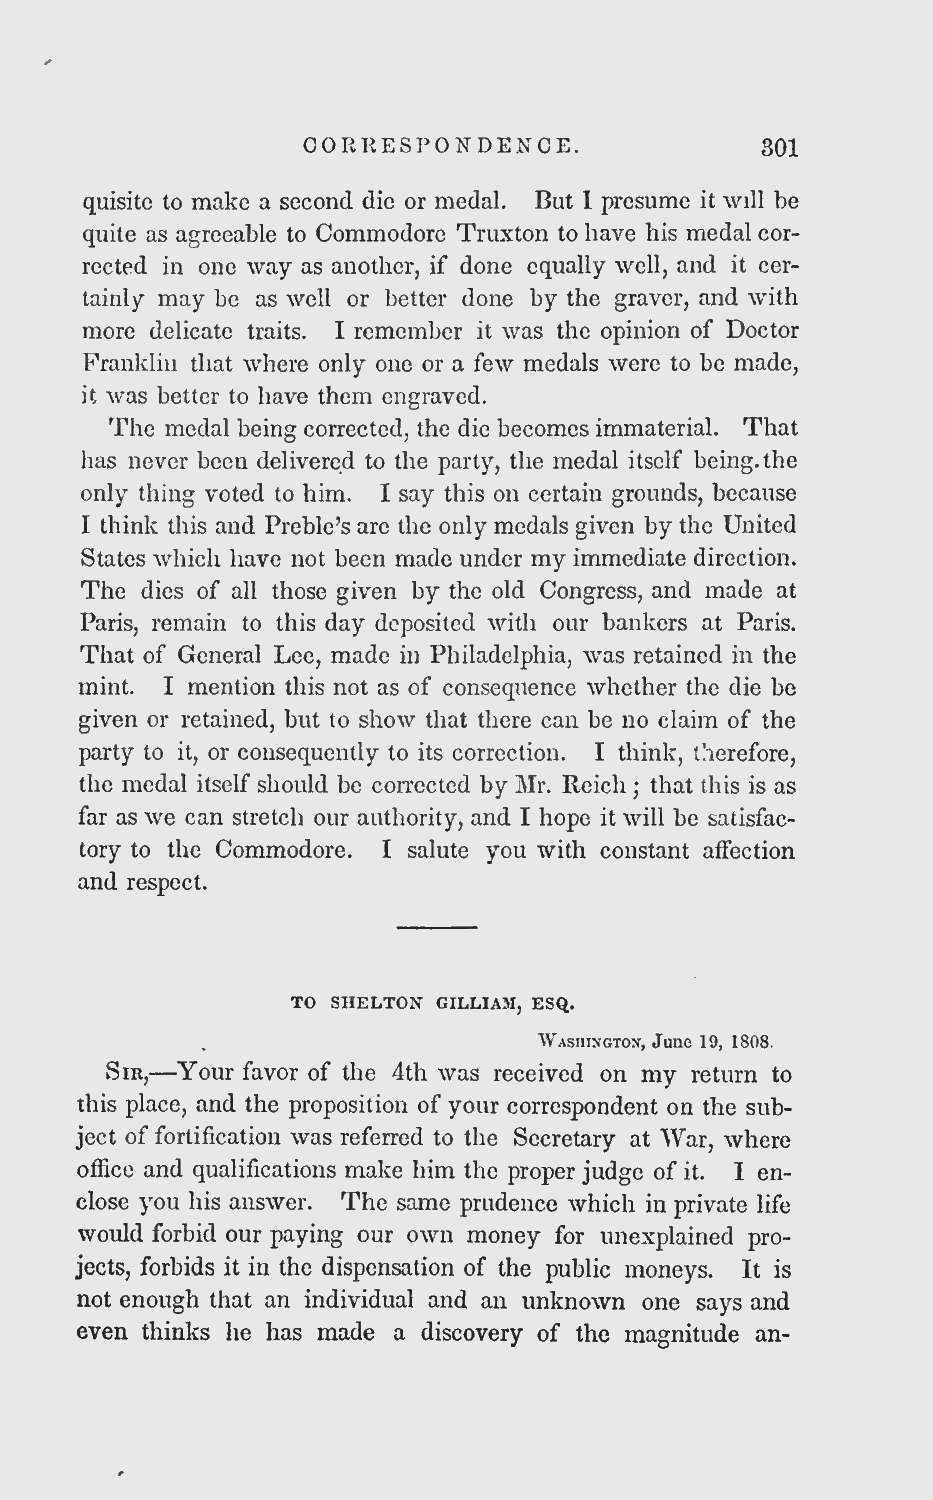 CORRESPONDENCE. 301
quisite to make a second die or medal. But I presume it will be
quite as agreeable to Commodore Truxton to have his medal cor-
rected in one way as another, if done equally well, and it cer-
tainly may be as well or better done by the graver, and with
more delicate traits. I remember it was the opinion of Doctor
Franklin that where only one or a few medals were to be made,
it was better to have them engraved.
The medal being corrected, the die becomes immaterial. That
has never been delivered to the party, the medal itself being the
only thing voted to him. I say this on certain grounds, because
I think this and Preble's are the only medals given by the United
States which have not been made under my immediate direction.
The dies of all those given by the old Congress, and made at
Paris, remain to this day deposited with our bankers at Paris.
That of General Lee, made in Philadelphia, was retained in the
mint. I mention this not as of consequence whether the die be
given or retained, but to show that there can be no claim of the
party to it, or consequently to its correction. I think, therefore,
the medal itself should be corrected by Mr. Reich; that this is as
far as we can stretch our authority, and I hope it will be satisfac-
tory to the Commodore. I salute you with constant affection
and respect.
TO SHELTON GILLIAM, ESQ.
Washington, June 19, 1808.
Sir,—Your favor of the 4th was received on my return to
this place, and the proposition of your correspondent on the sub-
ject of fortification was referred to the Secretary at War, where
office and qualifications make him the proper judge of it. I en-
close you his answer. The same prudence which in private life
would forbid our paying our own money for unexplained pro-
jects, forbids it in the dispensation of the public moneys. It is
not enough that an individual and an unknown one says and
even thinks he has made a discovery of the magnitude an-